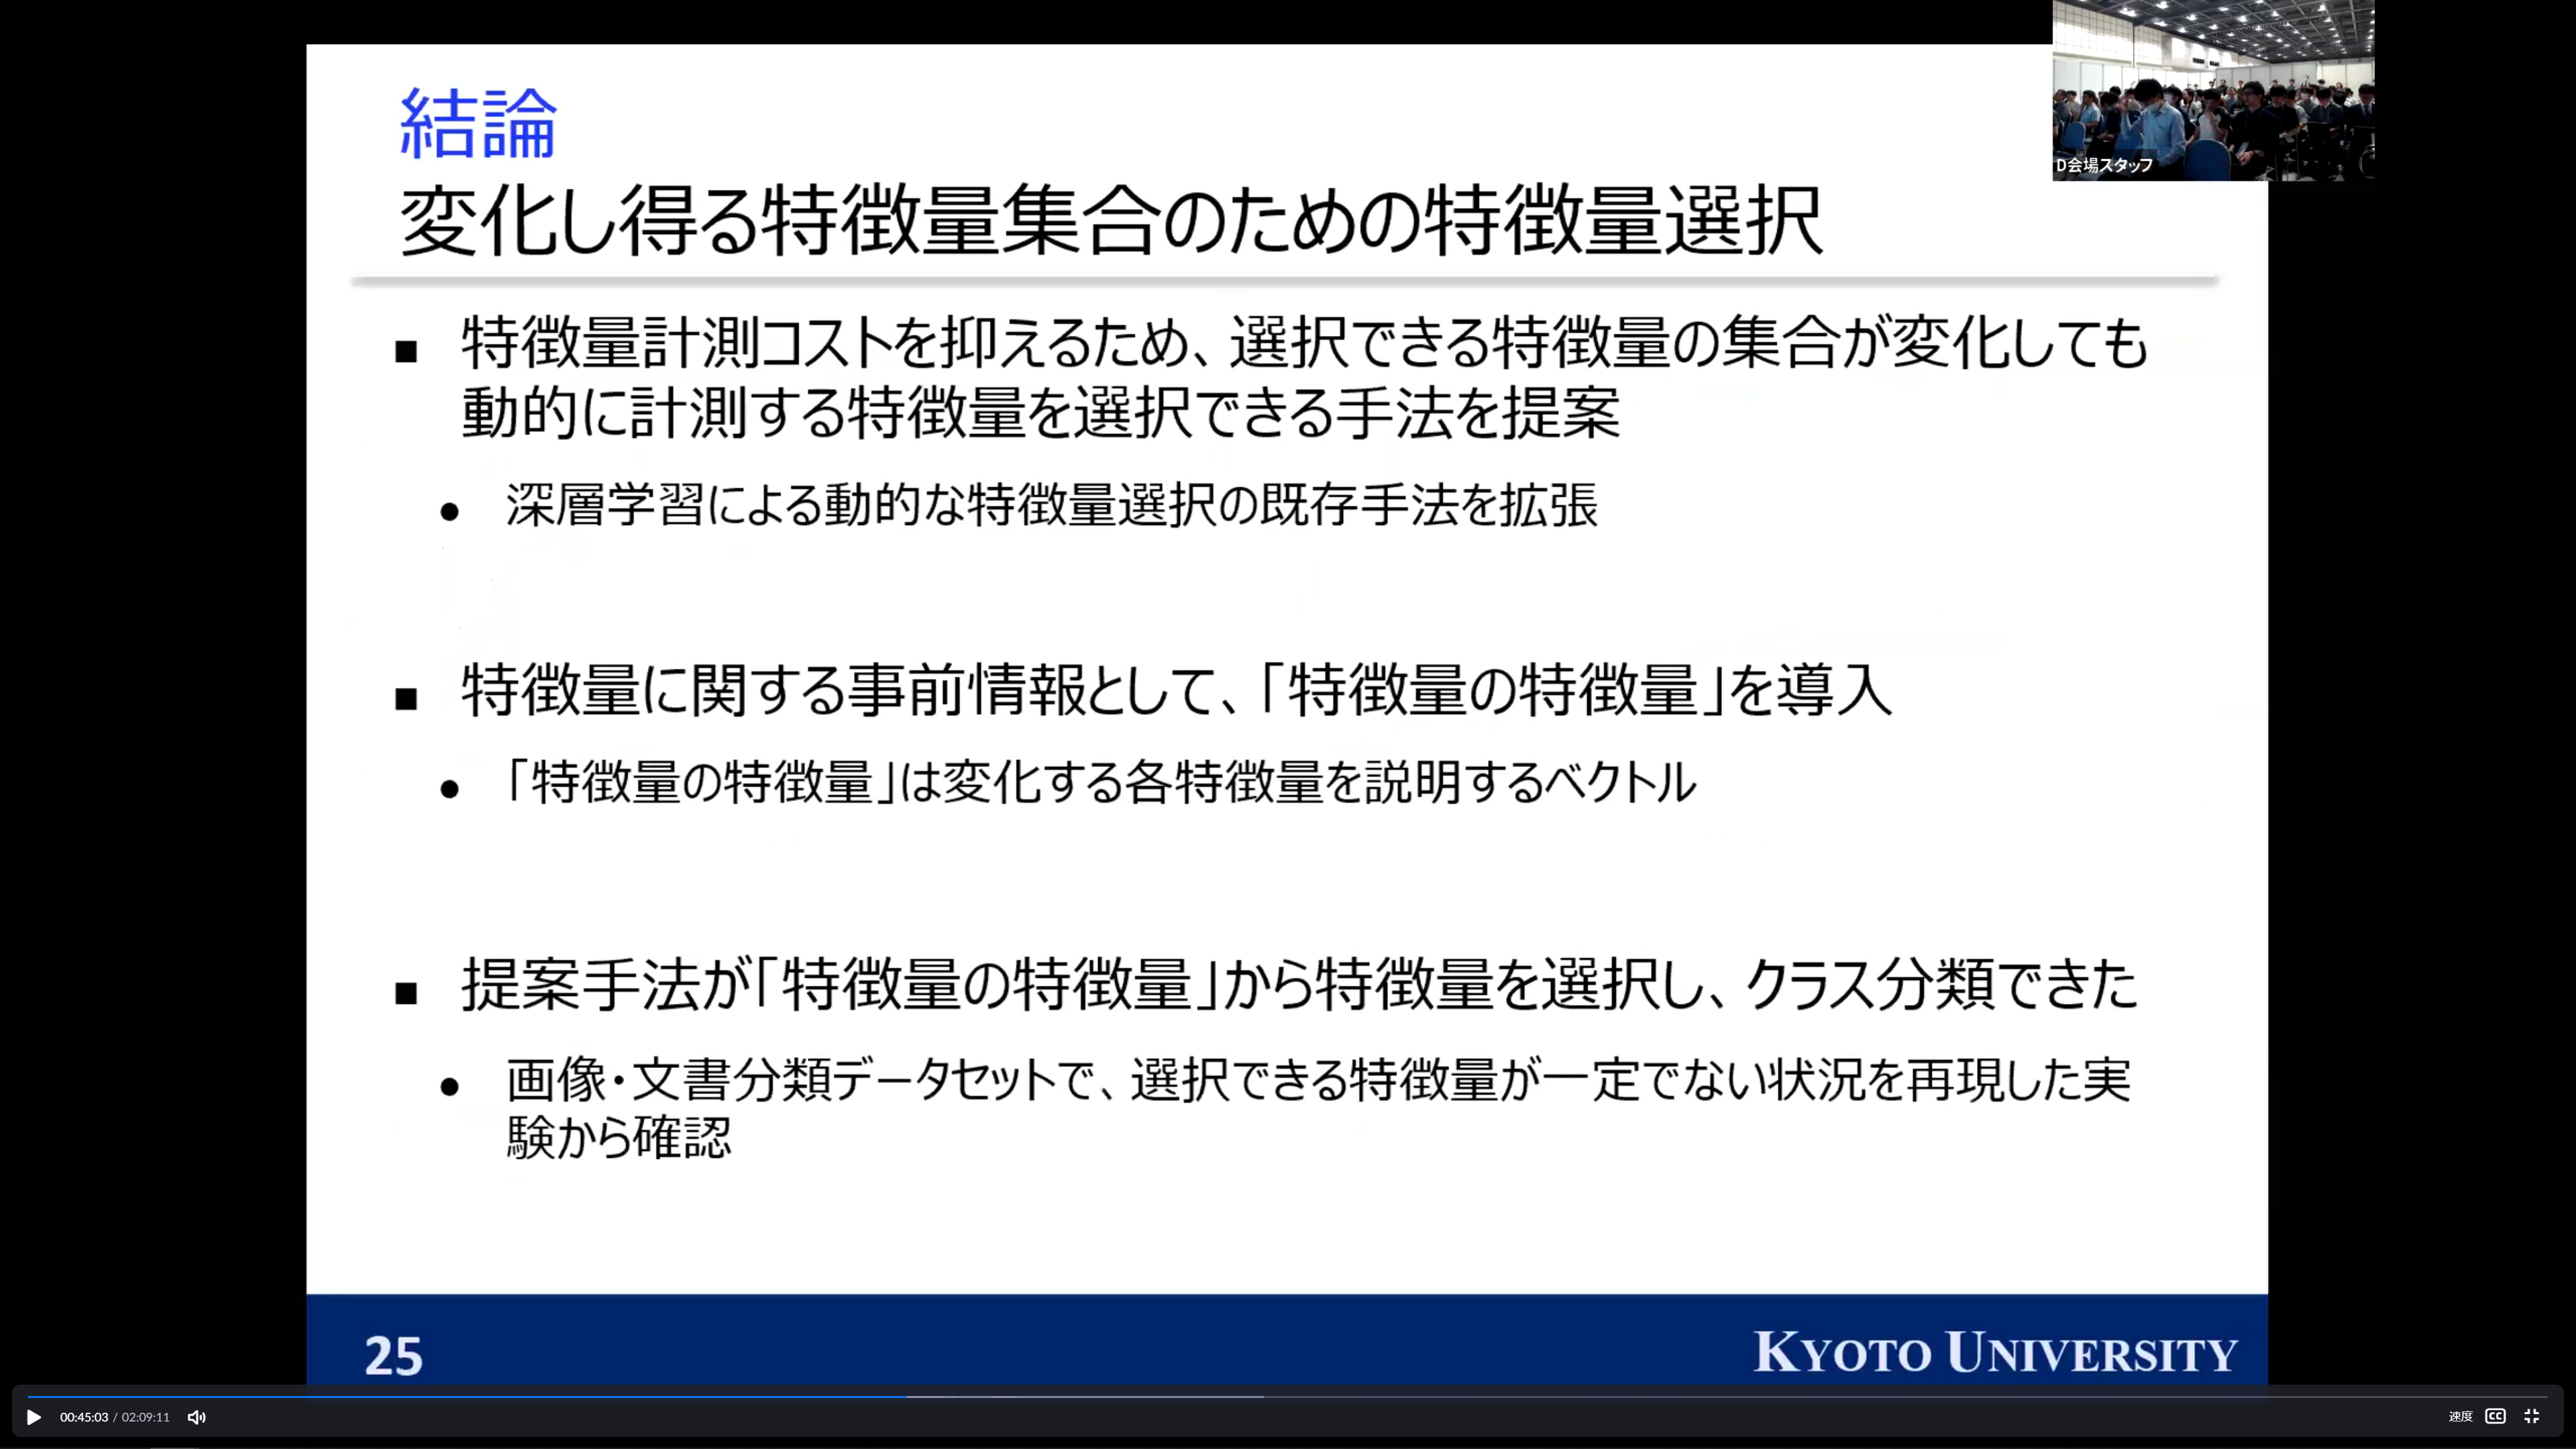 D会場スタッフ
結論
変化し得る特徴量集合のための特徴量選択
■ 特徴量計測コストを抑えるため、選択できる特徴量の集合が変化しても
動的に計測する特徴量を選択できる手法を提案
● 深層学習による動的な特徴量選択の既存手法を拡張
■ 特徴量に関する事前情報として、「特徴量の特徴量」を導入
● 「特徴量の特徴量」は変化する各特徴量を説明するベクトル
■ 提案手法が「特徴量の特徴量」から特徴量を選択し、クラス分類できた
● 画像・文書分類データセットで、選択できる特徴量が一定でない状況を再現した実
験から確認
25
KYOTO UNIVERSITY
00:45:03 / 02:09:11
速度
CC